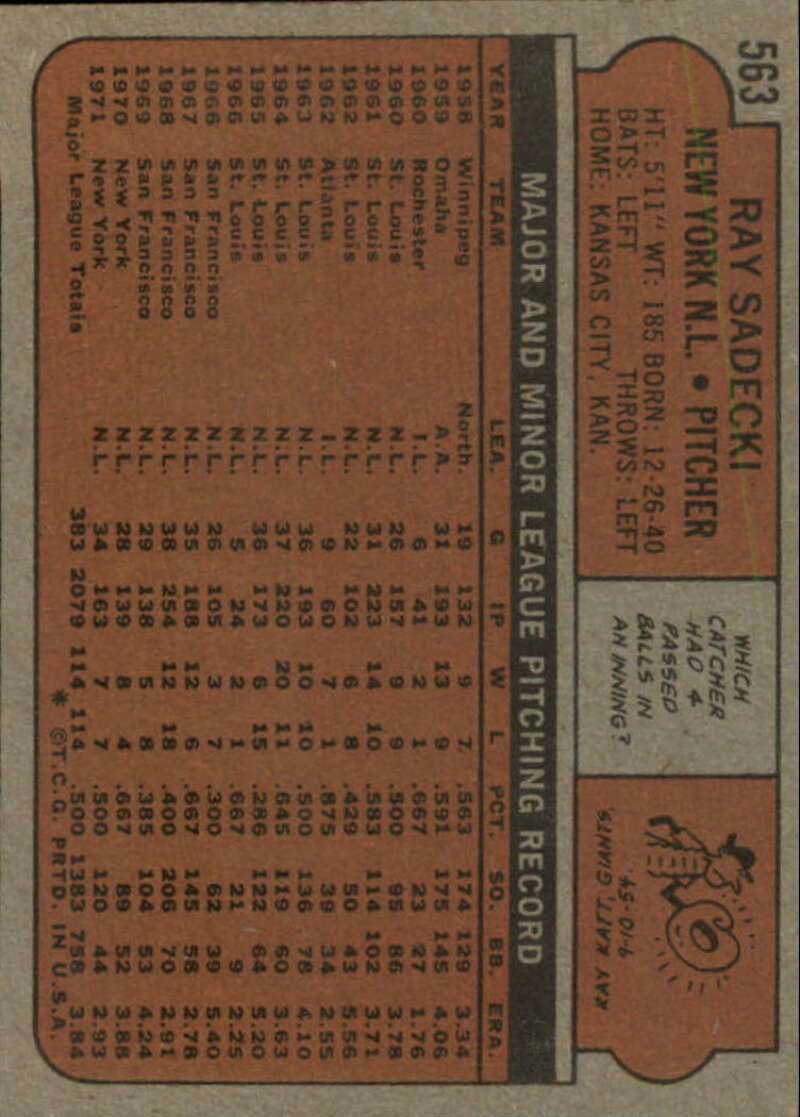 563
RAY SADECKI
NEW YORK N.L. • PITCHER
HT: 5'11" WT: 185 BORN: 12-26-40
BATS: LEFT THROWS: LEFT
HOME: KANSAS CITY, KAN.
WHICH
CATCHER
HAD 4
PASSED
BALLS IN
AN INNING?
RAY KATT, GIANTS,
9-10-54.
MAJOR AND MINOR LEAGUE PITCHING RECORD
YEAR TEAM LEA. G IP W L PCT. SO. BB. ERA.
1958 Winnipeg North. 19 132 9 7 .563 174 129 3.34
1959 Omaha A.A. 31 193 13 9 .591 175 145 4.06
1960 Rochester I.L. 6 41 2 1 .667 23 27 1.76
1960 St. Louis N.L. 26 157 9 9 .500 95 86 3.78
1961 St. Louis N.L. 31 223 14 10 .583 114 102 3.71
1962 St. Louis N.L. 22 102 6 8 .429 50 43 5.56
1962 Atlanta I.L. 9 60 7 1 .875 39 34 2.55
1963 St. Louis N.L. 36 193 10 10 .500 136 78 4.10
1964 St. Louis N.L. 37 220 20 11 .645 119 60 3.63
1965 St. Louis N.L. 36 173 6 15 .286 122 64 5.20
1966 St. Louis N.L. 5 24 2 1 .667 21 9 2.25
1966 San Francisco N.L. 26 105 3 7 .300 62 39 5.40
1967 San Francisco N.L. 35 188 12 6 .667 145 58 2.78
1968 San Francisco N.L. 38 254 12 18 .400 206 70 2.91
1969 San Francisco N.L. 29 138 5 8 .385 104 53 4.24
1970 New York N.L. 28 139 8 4 .667 89 52 3.88
1971 New York N.L. 34 163 7 7 .500 120 44 2.93
Major League Totals 383 2079 114 114 .500 1383 758 3.84
* ©T.C.G. PRTD. IN U.S.A.